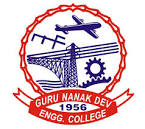 GURU NANAK DEV
1956
ENGG. COLLEGE